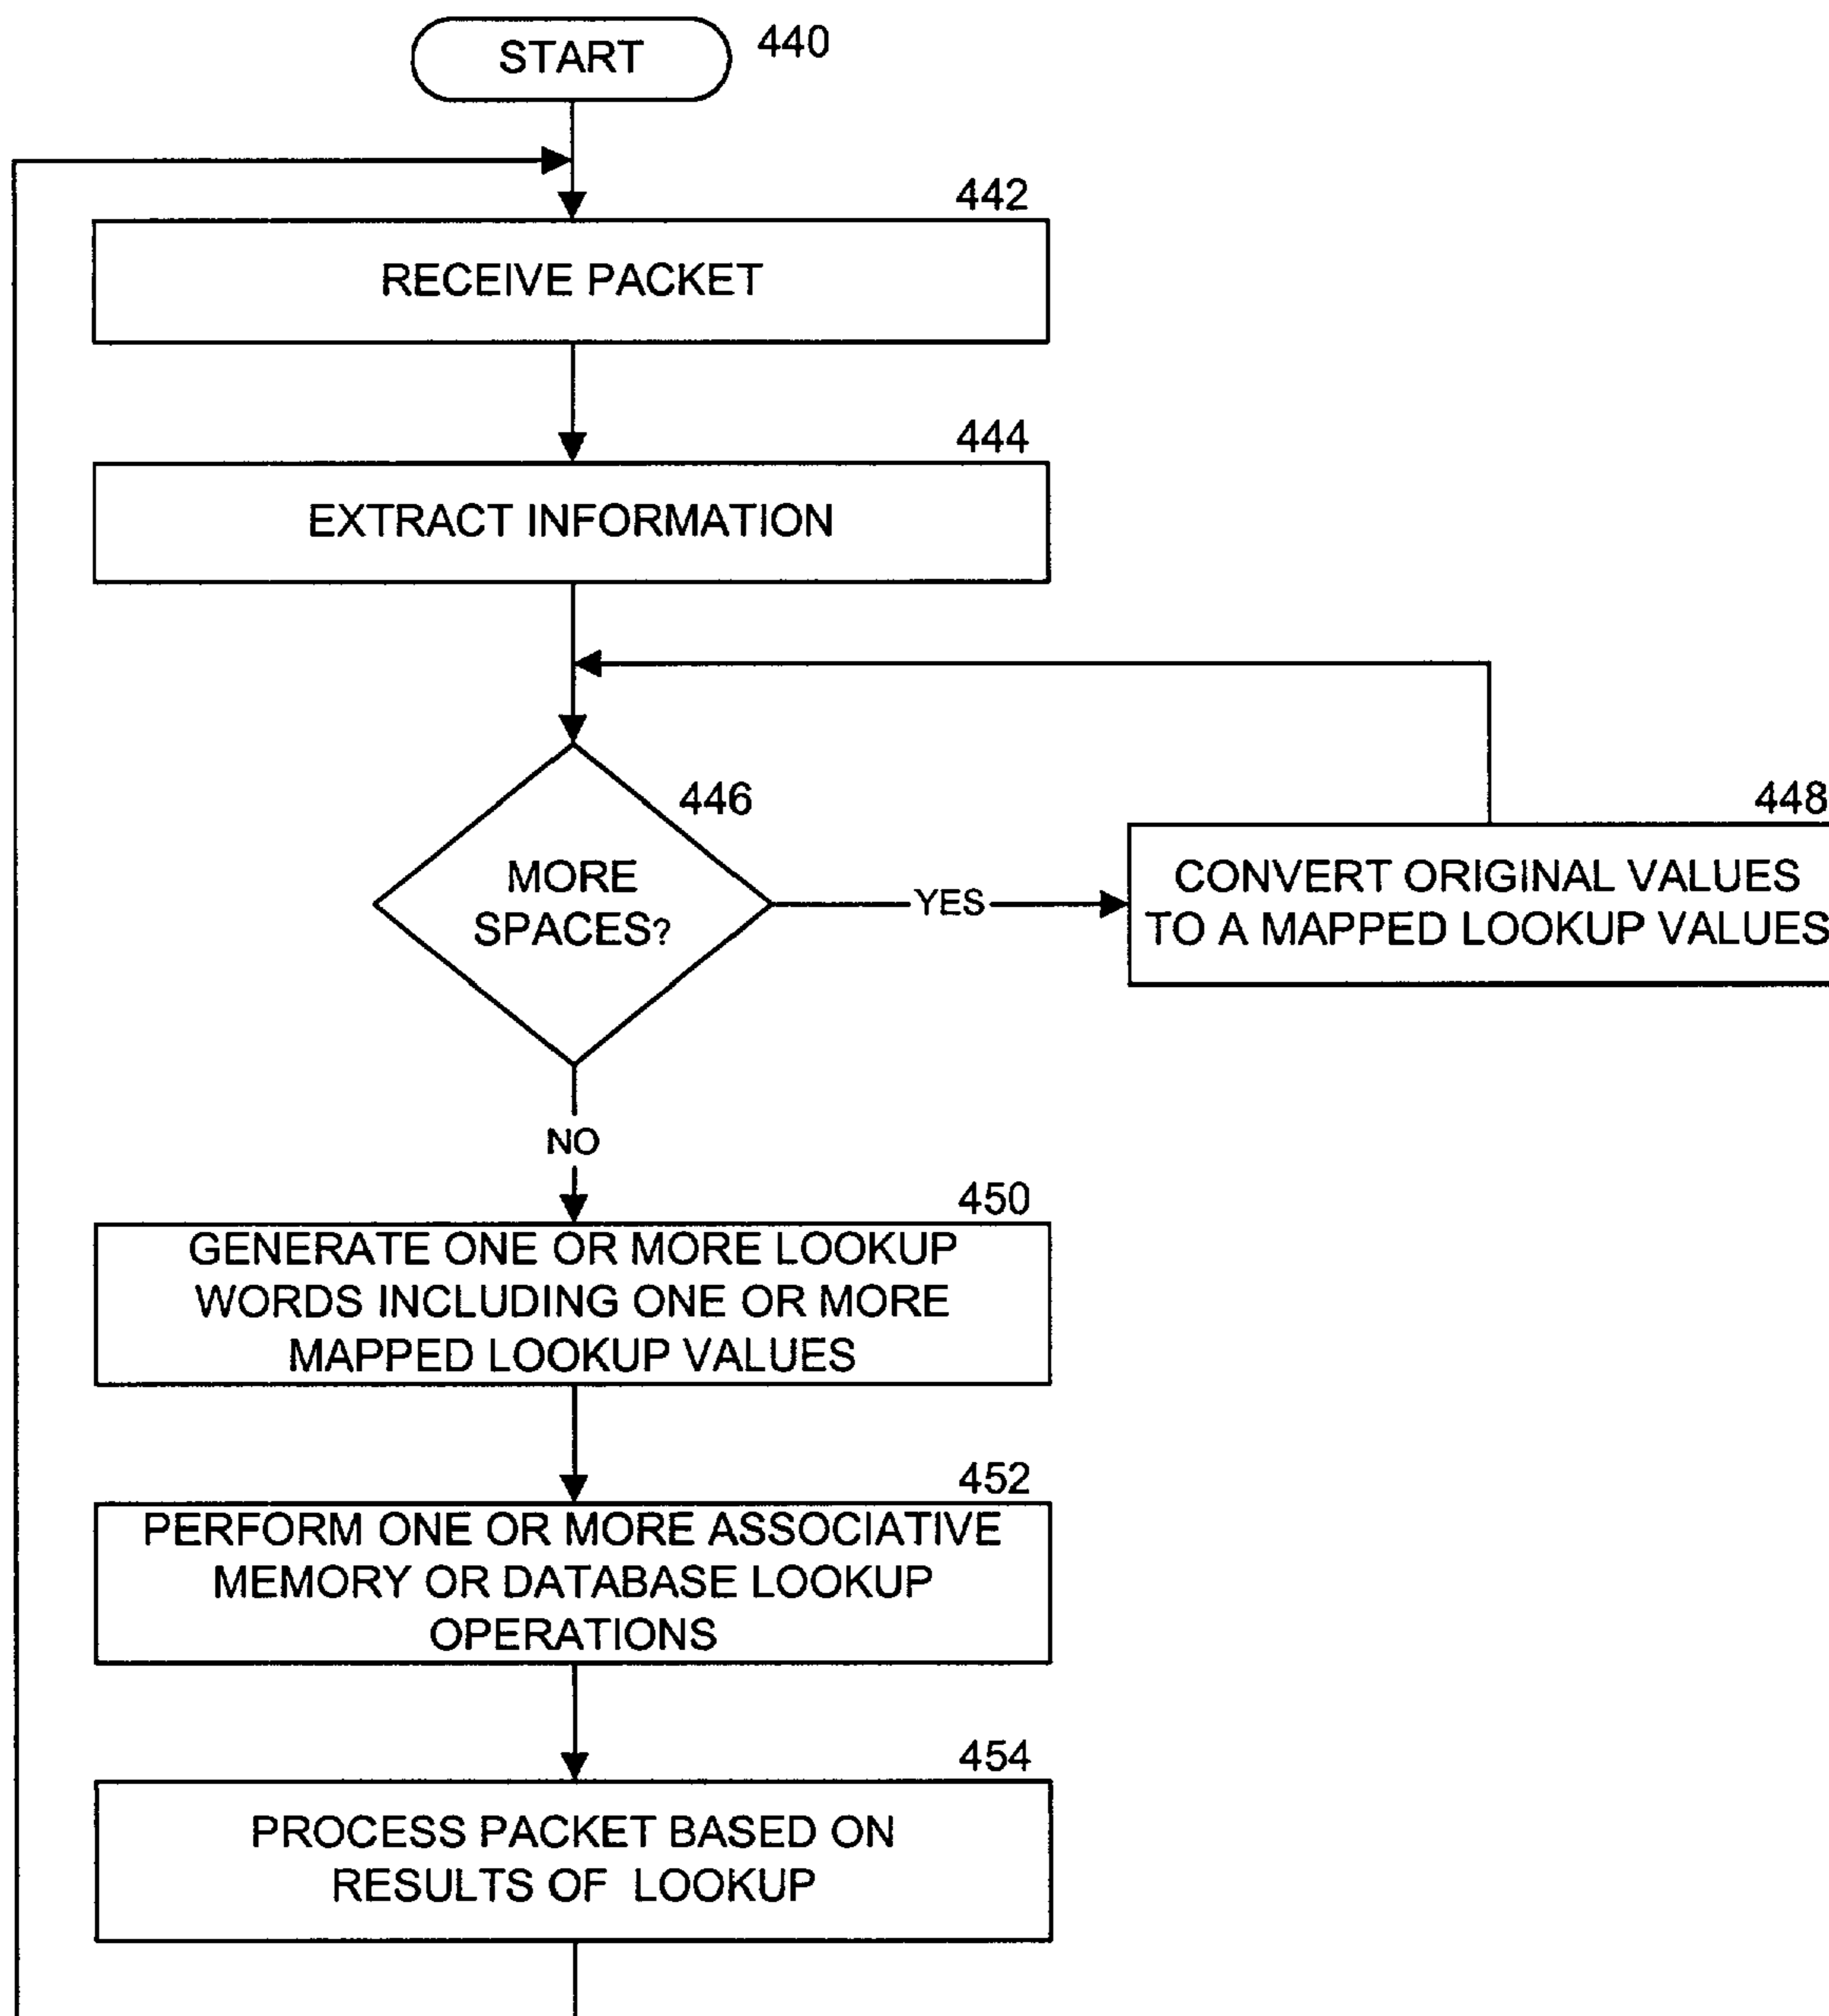 START
440
442
RECEIVE PACKET
444
EXTRACT INFORMATION
446
MORE
SPACES?
YES
448
CONVERT ORIGINAL VALUES
TO A MAPPED LOOKUP VALUES
NO
450
GENERATE ONE OR MORE LOOKUP
WORDS INCLUDING ONE OR MORE
MAPPED LOOKUP VALUES
452
PERFORM ONE OR MORE ASSOCIATIVE
MEMORY OR DATABASE LOOKUP
OPERATIONS
454
PROCESS PACKET BASED ON
RESULTS OF LOOKUP